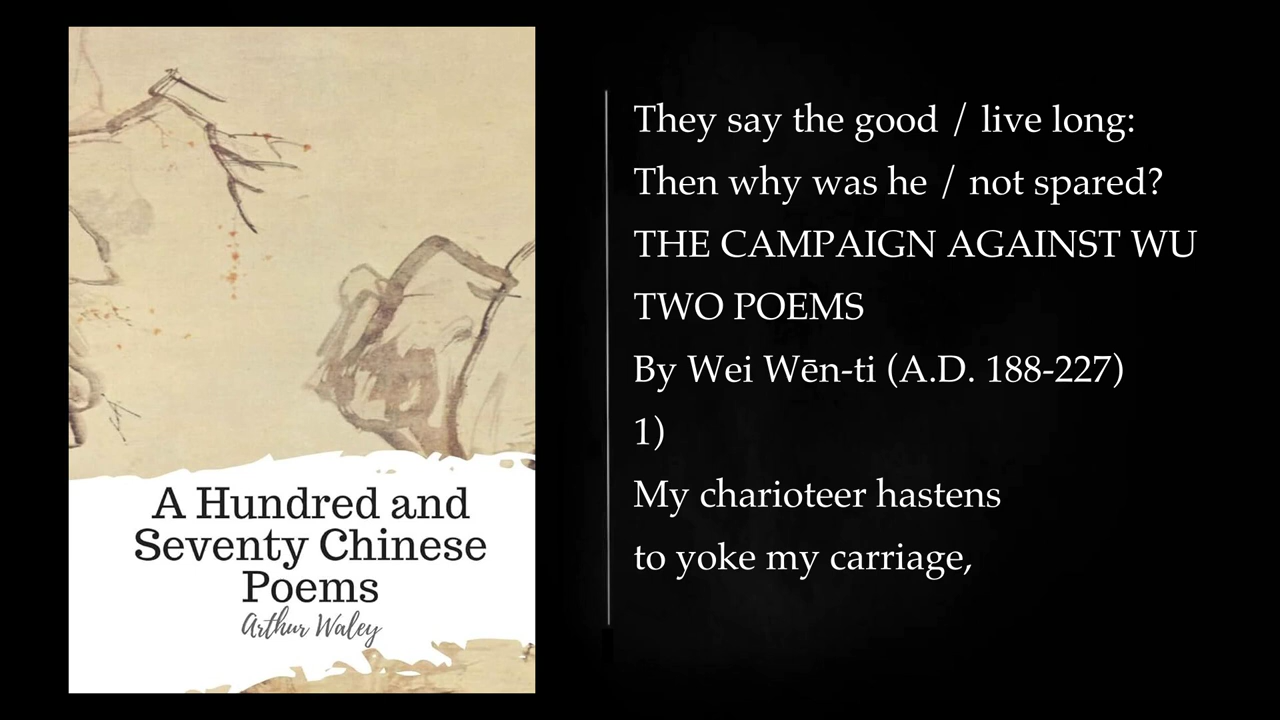 A Hundred and
Seventy Chinese
Poems
Arthur Waley
They say the good / live long:
Then why was he / not spared?
THE CAMPAIGN AGAINST WU
TWO POEMS
By Wei Wēn-ti (A.D. 188-227)
1)
My charioteer hastens
to yoke my carriage,